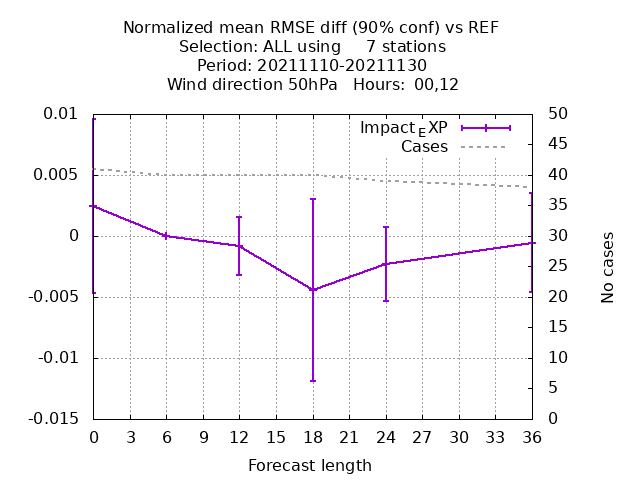 Normalized mean RMSE diff (90% conf) vs REF
Selection: ALL using     7 stations
Period: 20211110-20211130
Wind direction 50hPa   Hours: 00,12
0.01
0.005
0
-0.005
-0.01
-0.015
Impact_EXP
Cases
50
45
40
35
30
25
20
15
10
5
0
No cases
0 3 6 9 12 15 18 21 24 27 30 33 36
Forecast length